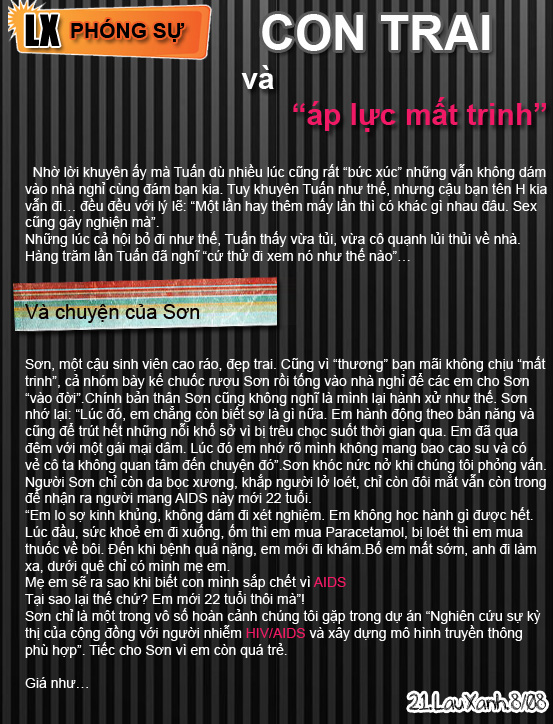 LX PHÓNG SỰ
CON TRAI
và
“áp lực mất trinh”
Nhờ lời khuyên ấy mà Tuấn dù nhiều lúc cũng rất “bức xúc” những vẫn không dám
vào nhà nghỉ cùng đám bạn kia. Tuy khuyên Tuấn như thế, nhưng cậu bạn tên H kia
vẫn đi… đều đều với lý lẽ: “Một lần hay thêm mấy lần thì có khác gì nhau đâu. Sex
cũng gây nghiện mà”.
Những lúc cả hội bỏ đi như thế, Tuấn thấy vừa tủi, vừa cô quạnh lủi thủi về nhà.
Hàng trăm lần Tuấn đã nghĩ “cứ thử đi xem nó như thế nào”…
Và chuyện của Sơn
Sơn, một cậu sinh viên cao ráo, đẹp trai. Cũng vì “thương” bạn mãi không chịu “mất
trinh”, cả nhóm bày kế chuốc rượu Sơn rồi tống vào nhà nghỉ để các em cho Sơn
“vào đời”.Chính bản thân Sơn cũng không nghĩ là mình lại hành xử như thế. Sơn
nhớ lại: “Lúc đó, em chẳng còn biết sợ là gì nữa. Em hành động theo bản năng và
cũng để trút hết những nỗi khổ sở vì bị trêu chọc suốt thời gian qua. Em đã qua
đêm với một gái mại dâm. Lúc đó em nhớ rõ mình không mang bao cao su và có
vẻ cô ta không quan tâm đến chuyện đó”.Sơn khóc nức nở khi chúng tôi phỏng vấn.
Người Sơn chỉ còn da bọc xương, khắp người lở loét, chỉ còn đôi mắt vẫn còn trong
để nhận ra người mang AIDS này mới 22 tuổi.
“Em lo sợ kinh khủng, không dám đi xét nghiệm. Em không học hành gì được hết.
Lúc đầu, sức khoẻ em đi xuống, ốm thì em mua Paracetamol, bị loét thì em mua
thuốc về bôi. Đến khi bệnh quá nặng, em mới đi khám.Bố em mất sớm, anh đi làm
xa, dưới quê chỉ có mình mẹ em.
Mẹ em sẽ ra sao khi biết con mình sắp chết vì AIDS
Tại sao lại thế chứ? Em mới 22 tuổi thôi mà”!
Sơn chỉ là một trong vô số hoàn cảnh chúng tôi gặp trong dự án “Nghiên cứu sự kỳ
thị của cộng đồng với người nhiễm HIV/AIDS và xây dựng mô hình truyền thông
phù hợp”. Tiếc cho Sơn vì em còn quá trẻ.
Giá như…
21.LauXanh.8/08